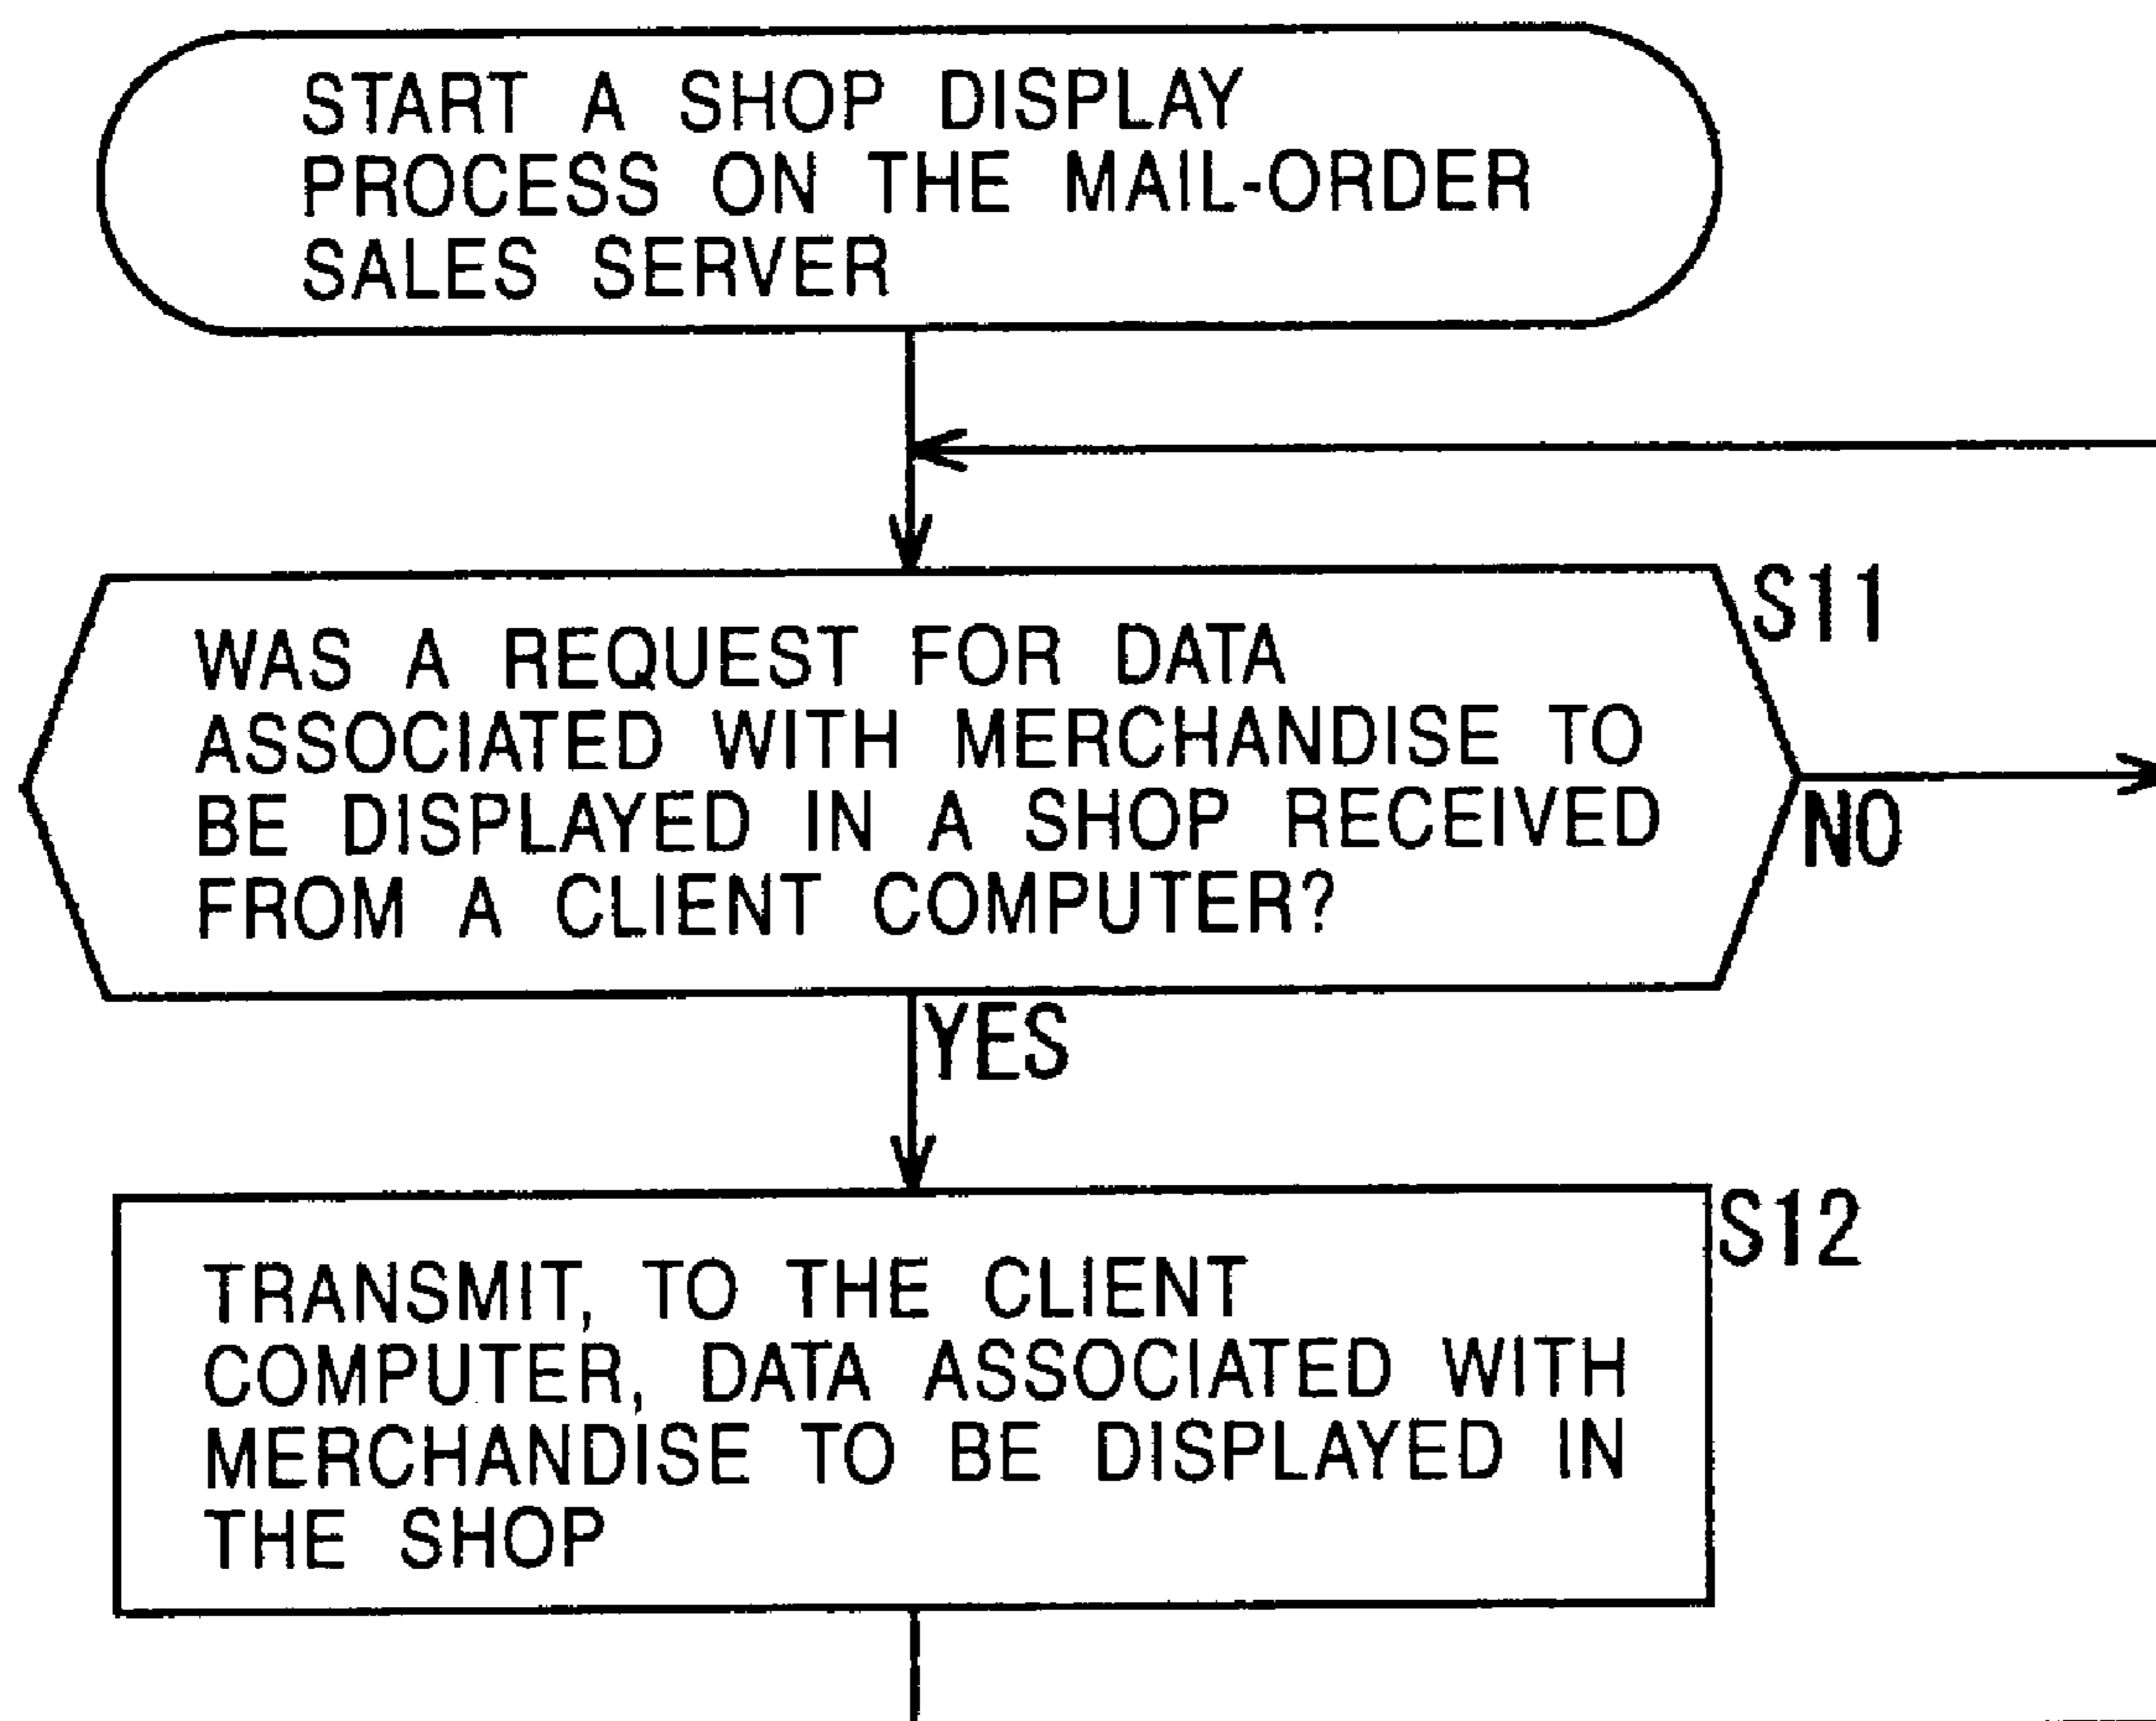 START A SHOP DISPLAY
PROCESS ON THE MAIL-ORDER
SALES SERVER
S11
WAS A REQUEST FOR DATA
ASSOCIATED WITH MERCHANDISE TO
BE DISPLAYED IN A SHOP RECEIVED
FROM A CLIENT COMPUTER?
NO
YES
S12
TRANSMIT, TO THE CLIENT
COMPUTER, DATA ASSOCIATED WITH
MERCHANDISE TO BE DISPLAYED IN
THE SHOP